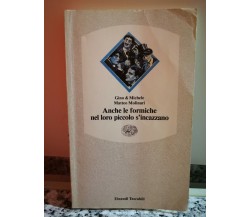 Gino & Michele
Matteo Molinari
Anche le formiche
nel loro piccolo s'incazzano
Einaudi Tascabili